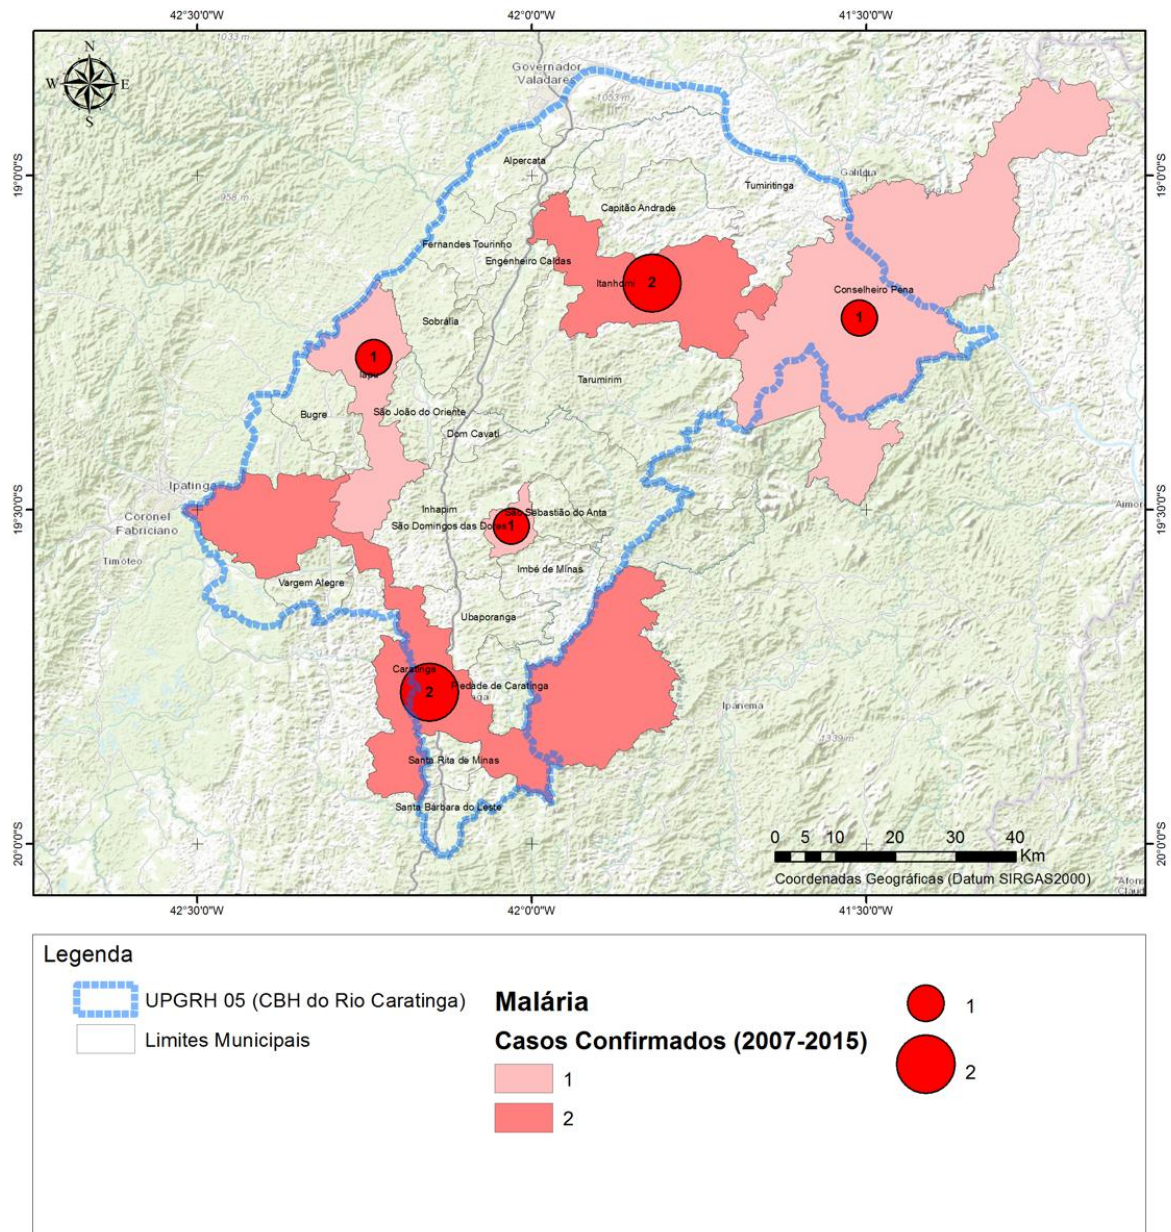 42°30'0"W
42°0'0"W
41°30'0"W
1033 m
N
W
E
S
Governador
Valadares
1053 m
19°0'0"S
19°0'0"S
Alpercata
Galiléia
Tumiritinga
958 m
Capitão Andrade
Fernandes Tourinho
Engenheiro Caldas
Itanhomi
2
Conselheiro Pena
1
Sobrália
1
Iapu
Tarumirim
Bugre
São João do Oriente
Dom Cavati
Ipatinga
Coronel
Fabriciano
19°30'0"S
19°30'0"S
Inhapim
São Sebastião do Anta
São Domingos das Dores
1
Timóteo
Imbé de Minas
Vargem Alegre
Ubaporanga
Caratinga
Piedade de Caratinga
2
Ipanema
1339 m
Santa Rita de Minas
Santa Bárbara do Leste
20°0'0"S
20°0'0"S
0 5 10 20 30 40
Km
Coordenadas Geográficas (Datum SIRGAS2000)
42°30'0"W
42°0'0"W
41°30'0"W
Legenda
UPGRH 05 (CBH do Rio Caratinga)
Limites Municipais
Malária
Casos Confirmados (2007-2015)
1
2
1
2